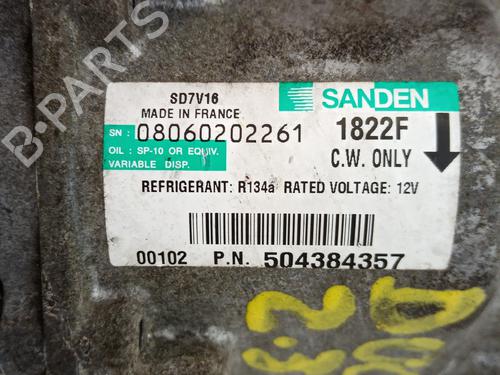 B-PARTS
SD7V16
MADE IN FRANCE
SANDEN
SN : 08060202261
1822F
OIL : SP-10 OR EQUIV.
VARIABLE DISP.
C.W. ONLY
REFRIGERANT: R134a RATED VOLTAGE: 12V
00102 P.N. 504384357